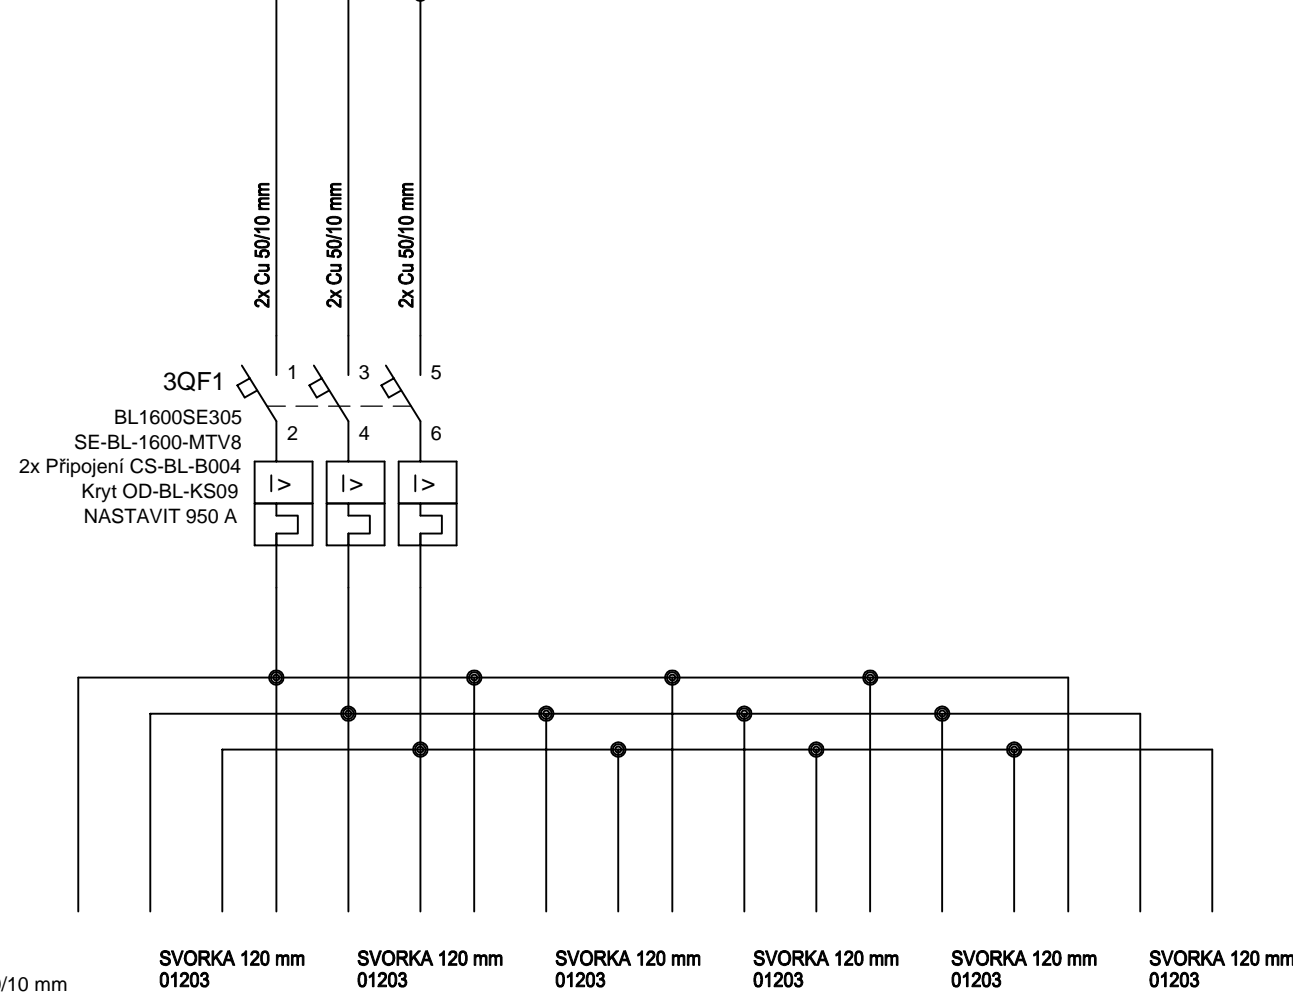 2x Cu 50/10 mm
2x Cu 50/10 mm
2x Cu 50/10 mm
3QF1
1
3
5
BL1600SE305
2
4
6
SE-BL-1600-MTV8
2x Připojení CS-BL-B004
Kryt OD-BL-KS09
NASTAVIT 950 A
I >
I >
I >
SVORKA 120 mm
01203
SVORKA 120 mm
01203
SVORKA 120 mm
01203
SVORKA 120 mm
01203
SVORKA 120 mm
01203
SVORKA 120 mm
01203
/10 mm